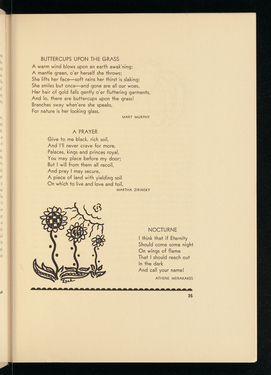 BUTTERCUPS UPON THE GRASS
A warm wind blows upon an earth awak'ning;
A mantle green, o'er herself she throws;
She lifts her face—soft rains her thirst is slaking;
She smiles but once—and gone are all our woes.
Her hair of gold falls gently o'er fluttering garments,
And lo, there are buttercups upon the grass!
Branches sway when'ere she speaks,
For nature is her looking glass.
MARY MURPHY
A PRAYER
Give to me black, rich soil,
And I'll never crave for more,
Palaces, kings and princes royal,
You may place before my door;
But I will from them all recoil,
And prey I may secure,
A piece of land with yielding soil
On which to live and love and toil,
MARTHA ZIRINSKY
NOCTURNE
I think that if Eternity
Should come some night
On wings of flame
That I should reach out
In the dark
And call your name!
ATHENE MEINMAKES
35